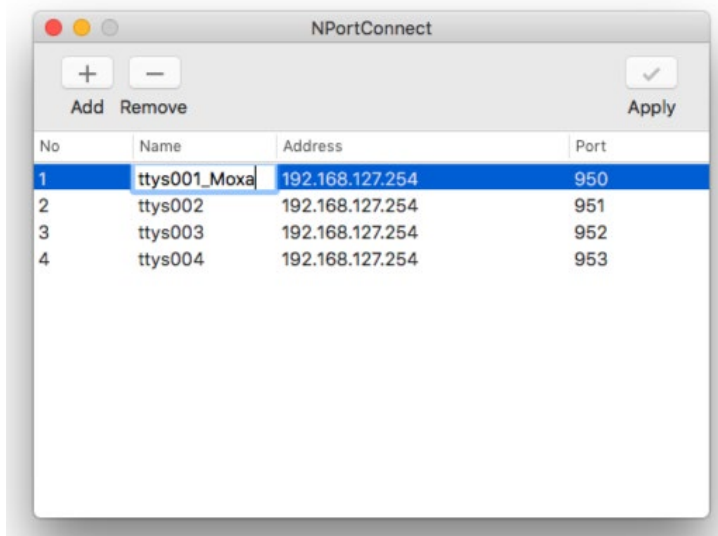 NPortConnect
Add Remove Apply
No Name Address Port
1 ttys001_Moxa 192.168.127.254 950
2 ttys002 192.168.127.254 951
3 ttys003 192.168.127.254 952
4 ttys004 192.168.127.254 953